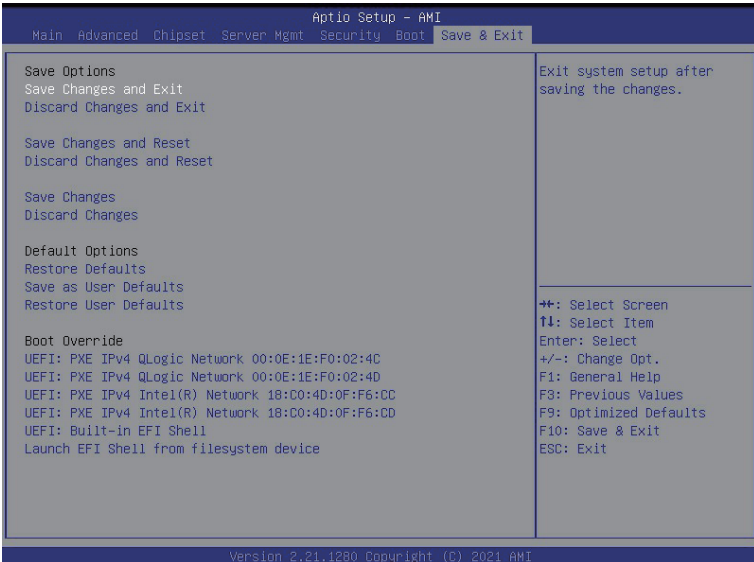 Aptio Setup – AMI
Main Advanced Chipset Server Mgmt Security Boot Save & Exit
Save Options
Save Changes and Exit
Discard Changes and Exit
Save Changes and Reset
Discard Changes and Reset
Save Changes
Discard Changes
Default Options
Restore Defaults
Save as User Defaults
Restore User Defaults
Boot Override
UEFI: PXE IPv4 QLogic Network 00:0E:1E:F0:02:4C
UEFI: PXE IPv4 QLogic Network 00:0E:1E:F0:02:4D
UEFI: PXE IPv4 Intel(R) Network 18:C0:4D:0F:F6:CC
UEFI: PXE IPv4 Intel(R) Network 18:C0:4D:0F:F6:CD
UEFI: Built-in EFI Shell
Launch EFI Shell from filesystem device
Exit system setup after
saving the changes.
→←: Select Screen
↑↓: Select Item
Enter: Select
+/-: Change Opt.
F1: General Help
F3: Previous Values
F9: Optimized Defaults
F10: Save & Exit
ESC: Exit
Version 2.21.1280 Copyright (C) 2021 AMI